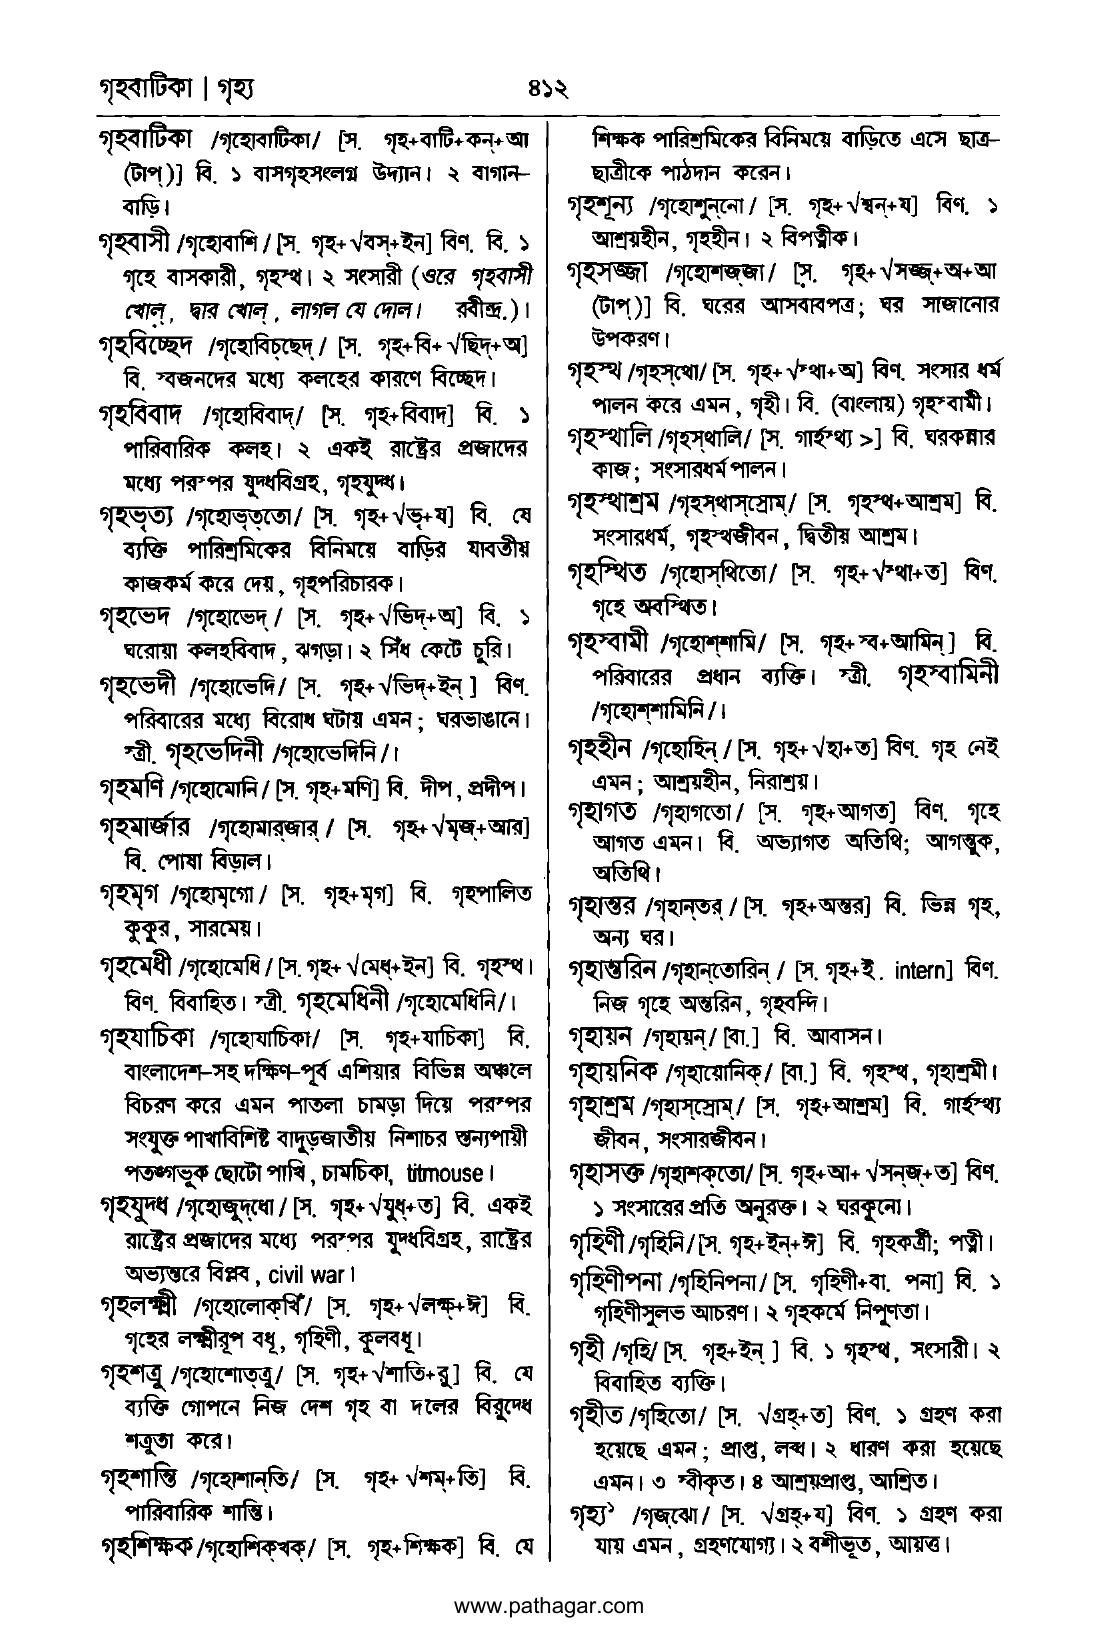 গৃহবাটিকা | গৃহ্য
৪১২
গৃহবাটিকা /গৃহোবাটিকা/ [স. গৃহ+বাটি+কন্+আ
(টাপ্)] বি. ১ বাসগৃহসংলগ্ন উদ্যান। ২ বাগান–
বাড়ি।
গৃহবাসী /গৃহোবাশি/ [স. গৃহ+√বস্+ইন] বিণ. বি. ১
গৃহে বাসকারী, গৃহস্থ। ২ সংসারী (ওরে গৃহবাসী
খোল্, দ্বার খোল্, লাগল যে দোল। রবীন্দ্র.)।
গৃহবিচ্ছেদ /গৃহোবিচ্ছেদ্/ [স. গৃহ+বি+√ছিদ্+অ]
বি. স্বজনদের মধ্যে কলহের কারণে বিচ্ছেদ।
গৃহবিবাদ /গৃহোবিবাদ্/ [স. গৃহ+বিবাদ] বি. ১
পারিবারিক কলহ। ২ একই রাষ্ট্রের প্রজাদের
মধ্যে পরস্পর যুদ্ধবিগ্রহ, গৃহযুদ্ধ।
গৃহভৃত্য /গৃহোভৃত্‌তো/ [স. গৃহ+√ভৃ+য] বি. যে
ব্যক্তি পারিশ্রমিকের বিনিময়ে বাড়ির যাবতীয়
কাজকর্ম করে দেয়, গৃহপরিচারক।
গৃহভেদ /গৃহোভেদ্/ [স. গৃহ+√ভিদ্+অ] বি. ১
ঘরোয়া কলহবিবাদ, ঝগড়া। ২ সিঁধ কেটে চুরি।
গৃহভেদী /গৃহোভেদি/ [স. গৃহ+√ভিদ্+ইন্] বিণ.
পরিবারের মধ্যে বিরোধ ঘটায় এমন; ঘরভাঙানে।
স্ত্রী. গৃহভেদিনী /গৃহোভেদিনি/।
গৃহমণি /গৃহোমোনি/ [স. গৃহ+মণি] বি. দীপ, প্রদীপ।
গৃহমার্জার /গৃহোমারজার্/ [স. গৃহ+√মৃজ্+আর]
বি. পোষা বিড়াল।
গৃহমৃগ /গৃহোমৃগো/ [স. গৃহ+মৃগ] বি. গৃহপালিত
কুকুর, সারমেয়।
গৃহমেধী /গৃহোমেধি/ [স. গৃহ+√মেধ্+ইন] বি. গৃহস্থ।
বিণ. বিবাহিত। স্ত্রী. গৃহমেধিনী /গৃহোমেধিনি/।
গৃহযাচিকা /গৃহোযাচিকা/ [স. গৃহ+যাচিকা] বি.
বাংলাদেশ–সহ দক্ষিণ–পূর্ব এশিয়ার বিভিন্ন অঞ্চলে
বিচরণ করে এমন পাতলা চামড়া দিয়ে পরস্পর
সংযুক্ত পাখাবিশিষ্ট বাদুড়জাতীয় নিশাচর স্তন্যপায়ী
পতঙ্গভুক ছোটো পাখি, চামচিকা, titmouse।
গৃহযুদ্ধ /গৃহোজুদ্‌ধো/ [স. গৃহ+√যুধ্+ত] বি. একই
রাষ্ট্রের প্রজাদের মধ্যে পরস্পর যুদ্ধবিগ্রহ, রাষ্ট্রের
অভ্যন্তরে বিপ্লব, civil war।
গৃহলক্ষ্মী /গৃহোলোক্‌খিঁ/ [স. গৃহ+√লক্ষ্+ঈ] বি.
গৃহের লক্ষ্মীরূপ বধূ, গৃহিণী, কুলবধূ।
গৃহশত্রু /গৃহোশোত্‌ত্রু/ [স. গৃহ+√শাতি+রু] বি. যে
ব্যক্তি গোপনে নিজ দেশ গৃহ বা দলের বিরুদ্ধে
শত্রুতা করে।
গৃহশান্তি /গৃহোশান্‌তি/ [স. গৃহ+√শম্+তি] বি.
পারিবারিক শান্তি।
গৃহশিক্ষক /গৃহোশিক্‌খক্/ [স. গৃহ+শিক্ষক] বি. যে
শিক্ষক পারিশ্রমিকের বিনিময়ে বাড়িতে এসে ছাত্র–
ছাত্রীকে পাঠদান করেন।
গৃহশূন্য /গৃহোশুন্‌নো/ [স. গৃহ+√শ্বন্+য] বিণ. ১
আশ্রয়হীন, গৃহহীন। ২ বিপত্নীক।
গৃহসজ্জা /গৃহোশজ্‌জা/ [স. গৃহ+√সজ্জ্+অ+আ
(টাপ্)] বি. ঘরের আসবাবপত্র; ঘর সাজানোর
উপকরণ।
গৃহস্থ /গৃহস্‌থো/ [স. গৃহ+√স্থা+অ] বিণ. সংসার ধর্ম
পালন করে এমন, গৃহী। বি. (বাংলায়) গৃহস্বামী।
গৃহস্থালি /গৃহস্‌থালি/ [স. গার্হস্থ্য >] বি. ঘরকন্নার
কাজ; সংসারধর্ম পালন।
গৃহস্থাশ্রম /গৃহস্‌থাস্‌স্রোম্/ [স. গৃহস্থ+আশ্রম] বি.
সংসারধর্ম, গৃহস্থজীবন, দ্বিতীয় আশ্রম।
গৃহস্থিত /গৃহোস্‌থিতো/ [স. গৃহ+√স্থা+ত] বিণ.
গৃহে অবস্থিত।
গৃহস্বামী /গৃহোশ্‌শামি/ [স. গৃহ+স্ব+আমিন্] বি.
পরিবারের প্রধান ব্যক্তি। স্ত্রী. গৃহস্বামিনী
/গৃহোশ্‌শামিনি/।
গৃহহীন /গৃহোহিন্/ [স. গৃহ+√হা+ত] বিণ. গৃহ নেই
এমন; আশ্রয়হীন, নিরাশ্রয়।
গৃহাগত /গৃহাগতো/ [স. গৃহ+আগত] বিণ. গৃহে
আগত এমন। বি. অভ্যাগত অতিথি; আগন্তুক,
অতিথি।
গৃহান্তর /গৃহান্‌তর্/ [স. গৃহ+অন্তর] বি. ভিন্ন গৃহ,
অন্য ঘর।
গৃহান্তরিন /গৃহান্‌তোরিন্/ [স. গৃহ+ই. intern] বিণ.
নিজ গৃহে অন্তরিন, গৃহবন্দি।
গৃহায়ন /গৃহায়ন্/ [বা.] বি. আবাসন।
গৃহায়নিক /গৃহায়োনিক্/ [বা.] বি. গৃহস্থ, গৃহাশ্রমী।
গৃহাশ্রম /গৃহাস্‌স্রোম্/ [স. গৃহ+আশ্রম] বি. গার্হস্থ্য
জীবন, সংসারজীবন।
গৃহাসক্ত /গৃহাশক্‌তো/ [স. গৃহ+আ+√সন্‌জ্+ত] বিণ.
১ সংসারের প্রতি অনুরক্ত। ২ ঘরকুনো।
গৃহিণী /গৃহিনি/ [স. গৃহ+ইন্+ঈ] বি. গৃহকর্ত্রী; পত্নী।
গৃহিণীপনা /গৃহিনিপনা/ [স. গৃহিণী+বা. পনা] বি. ১
গৃহিণীসুলভ আচরণ। ২ গৃহকর্মে নিপুণতা।
গৃহী /গৃহি/ [স. গৃহ+ইন্] বি. ১ গৃহস্থ, সংসারী। ২
বিবাহিত ব্যক্তি।
গৃহীত /গৃহিতো/ [স. √গ্রহ্+ত] বিণ. ১ গ্রহণ করা
হয়েছে এমন; প্রাপ্ত, লব্ধ। ২ ধারণ করা হয়েছে
এমন। ৩ স্বীকৃত। ৪ আশ্রয়প্রাপ্ত, আশ্রিত।
গৃহ্য১ /গৃজ্‌ঝো/ [স. √গ্রহ্+য] বিণ. ১ গ্রহণ করা
যায় এমন, গ্রহণযোগ্য। ২ বশীভূত, আয়ত্ত।
www.pathagar.com